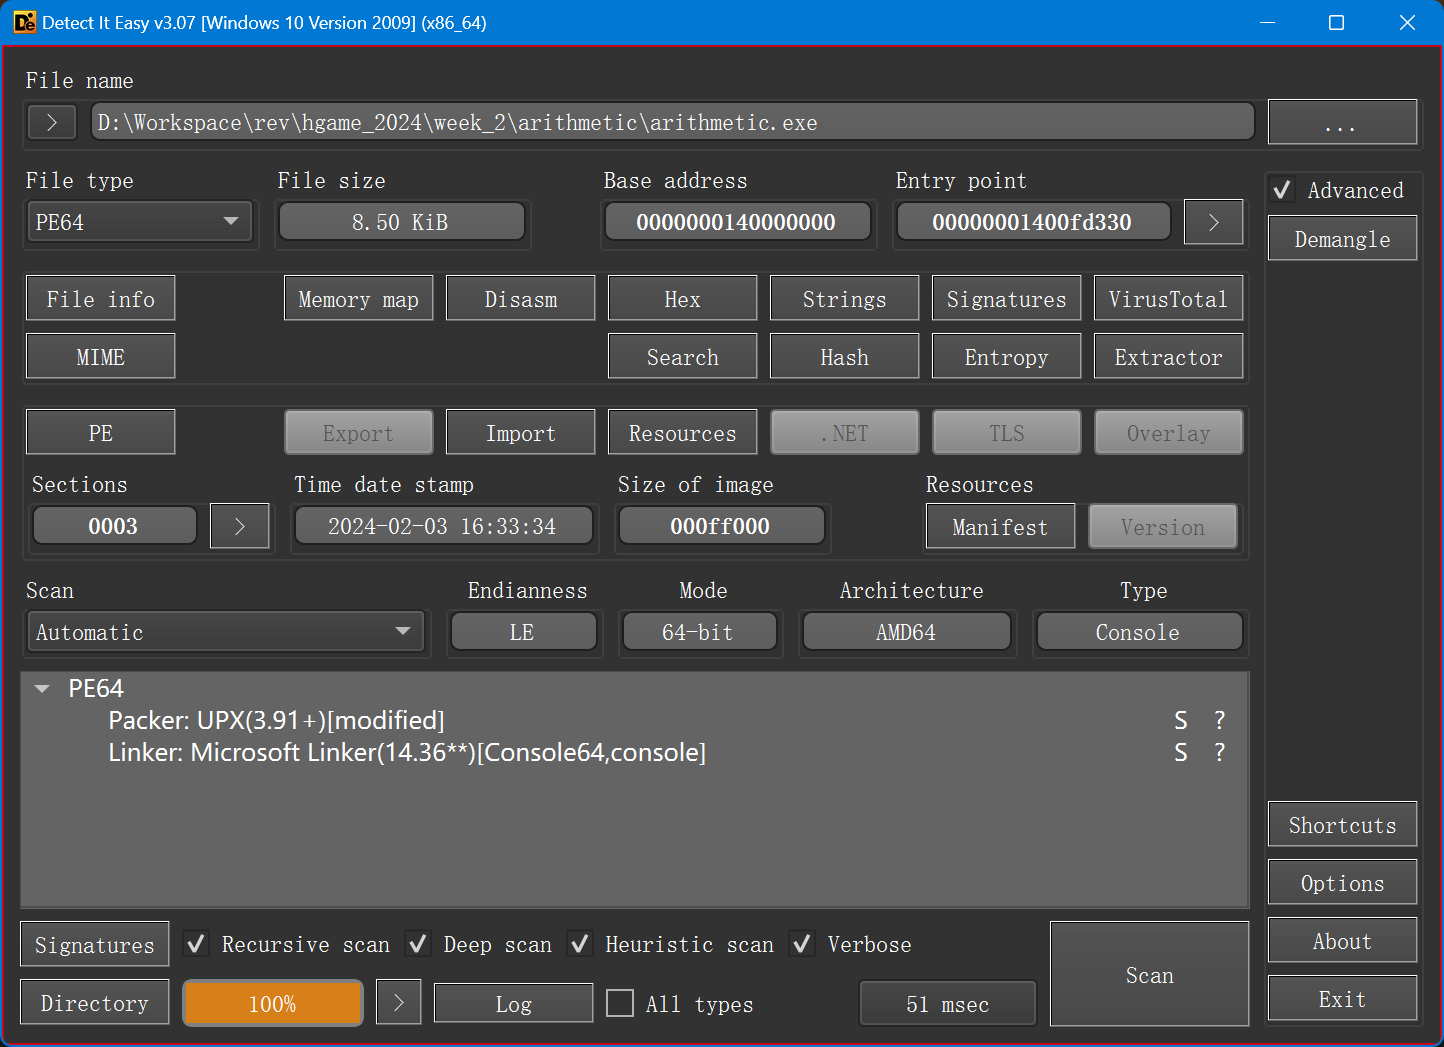 Detect It Easy v3.07 [Windows 10 Version 2009] (x86_64)
File name
> D:\Workspace\rev\hgame_2024\week_2\arithmetic\arithmetic.exe ...
File type File size Base address Entry point Advanced
PE64 8.50 KiB 0000000140000000 00000001400fd330 > Demangle
File info Memory map Disasm Hex Strings Signatures VirusTotal
MIME Search Hash Entropy Extractor
PE Export Import Resources .NET TLS Overlay
Sections Time date stamp Size of image Resources
0003 > 2024-02-03 16:33:34 000ff000 Manifest Version
Scan Endianness Mode Architecture Type
Automatic LE 64-bit AMD64 Console
PE64
Packer: UPX(3.91+)[modified] S ?
Linker: Microsoft Linker(14.36**)[Console64,console] S ?
Shortcuts
Options
Signatures Recursive scan Deep scan Heuristic scan Verbose Scan About
Directory 100% > Log All types 51 msec Exit